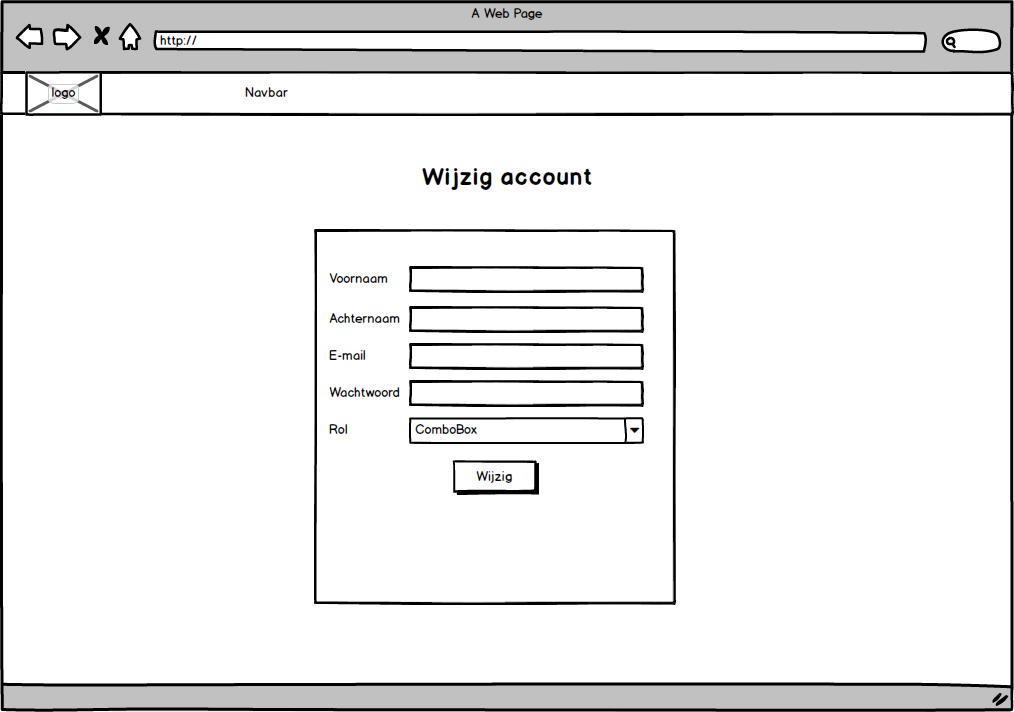 A Web Page
http://
logo
Navbar
Wijzig account
Voornaam
Achternaam
E-mail
Wachtwoord
Rol
ComboBox
Wijzig